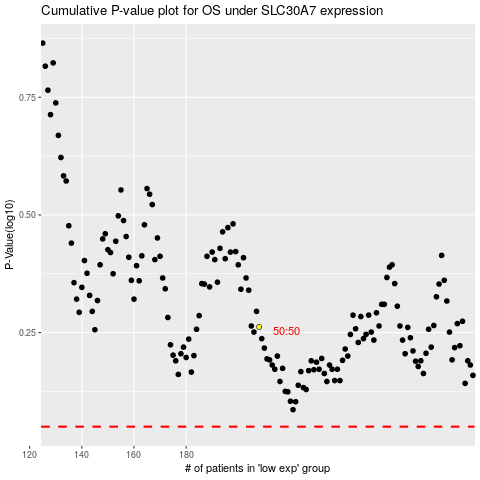 Cumulative P-value plot for OS under SLC30A7 expression
P-Value(log10)
0.75
0.50
0.25
50:50
120 140 160 180
# of patients in 'low exp' group